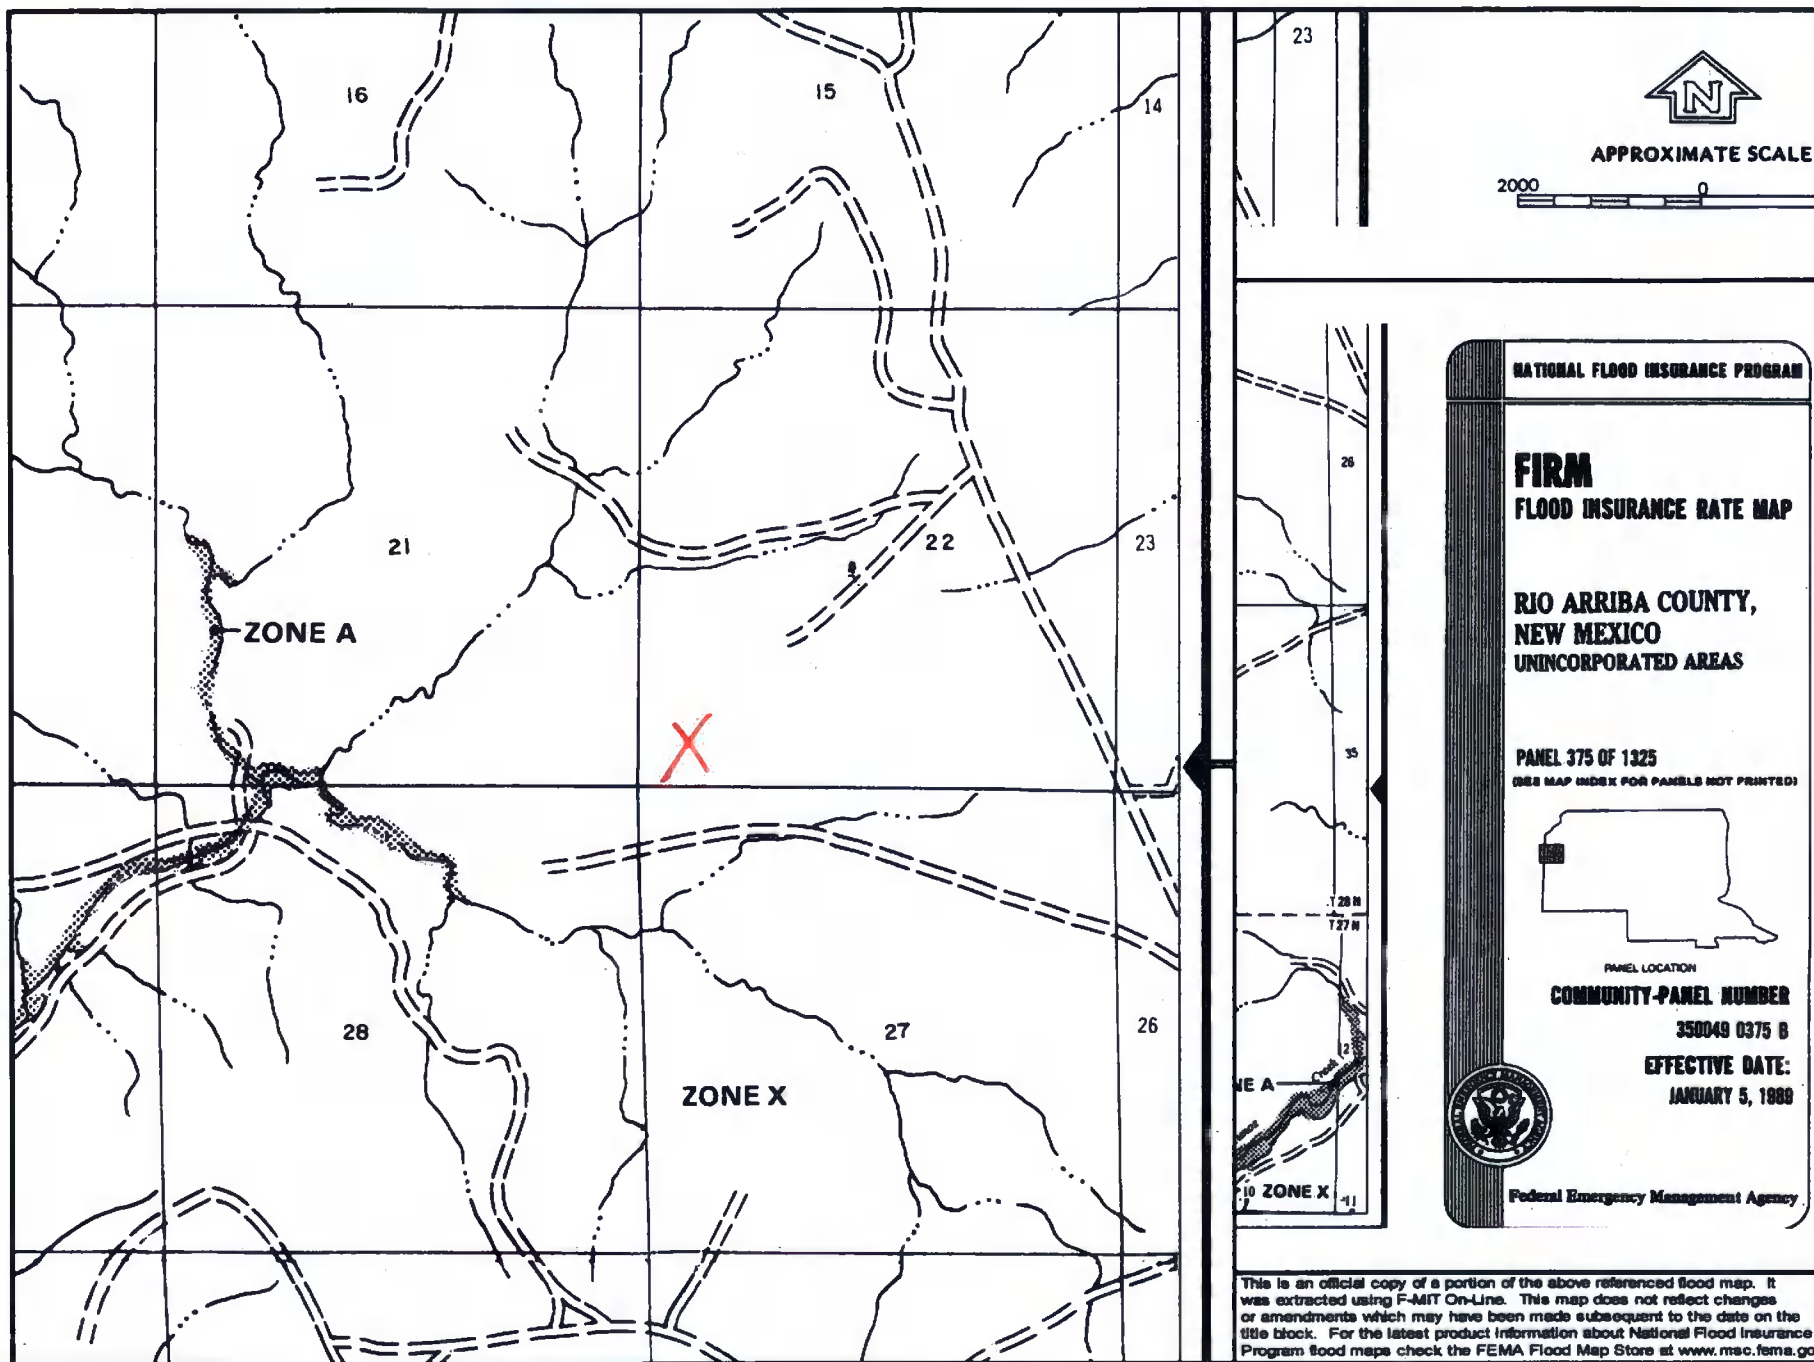 16
15
14
23
N
APPROXIMATE SCALE
2000
0
NATIONAL FLOOD INSURANCE PROGRAM
FIRM
FLOOD INSURANCE RATE MAP
RIO ARRIBA COUNTY,
NEW MEXICO
UNINCORPORATED AREAS
PANEL 375 OF 1325
(SEE MAP INDEX FOR PANELS NOT PRINTED)
PANEL LOCATION
COMMUNITY-PANEL NUMBER
350049 0375 B
EFFECTIVE DATE:
JANUARY 5, 1989
Federal Emergency Management Agency
21
22
23
ZONE A
X
28
27
26
ZONE X
26
35
T 28 N
T 27 N
12
NE A
Creek
10
ZONE X
11
This is an official copy of a portion of the above referenced flood map. It
was extracted using F-MIT On-Line. This map does not reflect changes
or amendments which may have been made subsequent to the date on the
title block. For the latest product information about National Flood Insurance
Program flood maps check the FEMA Flood Map Store at www.msc.fema.go